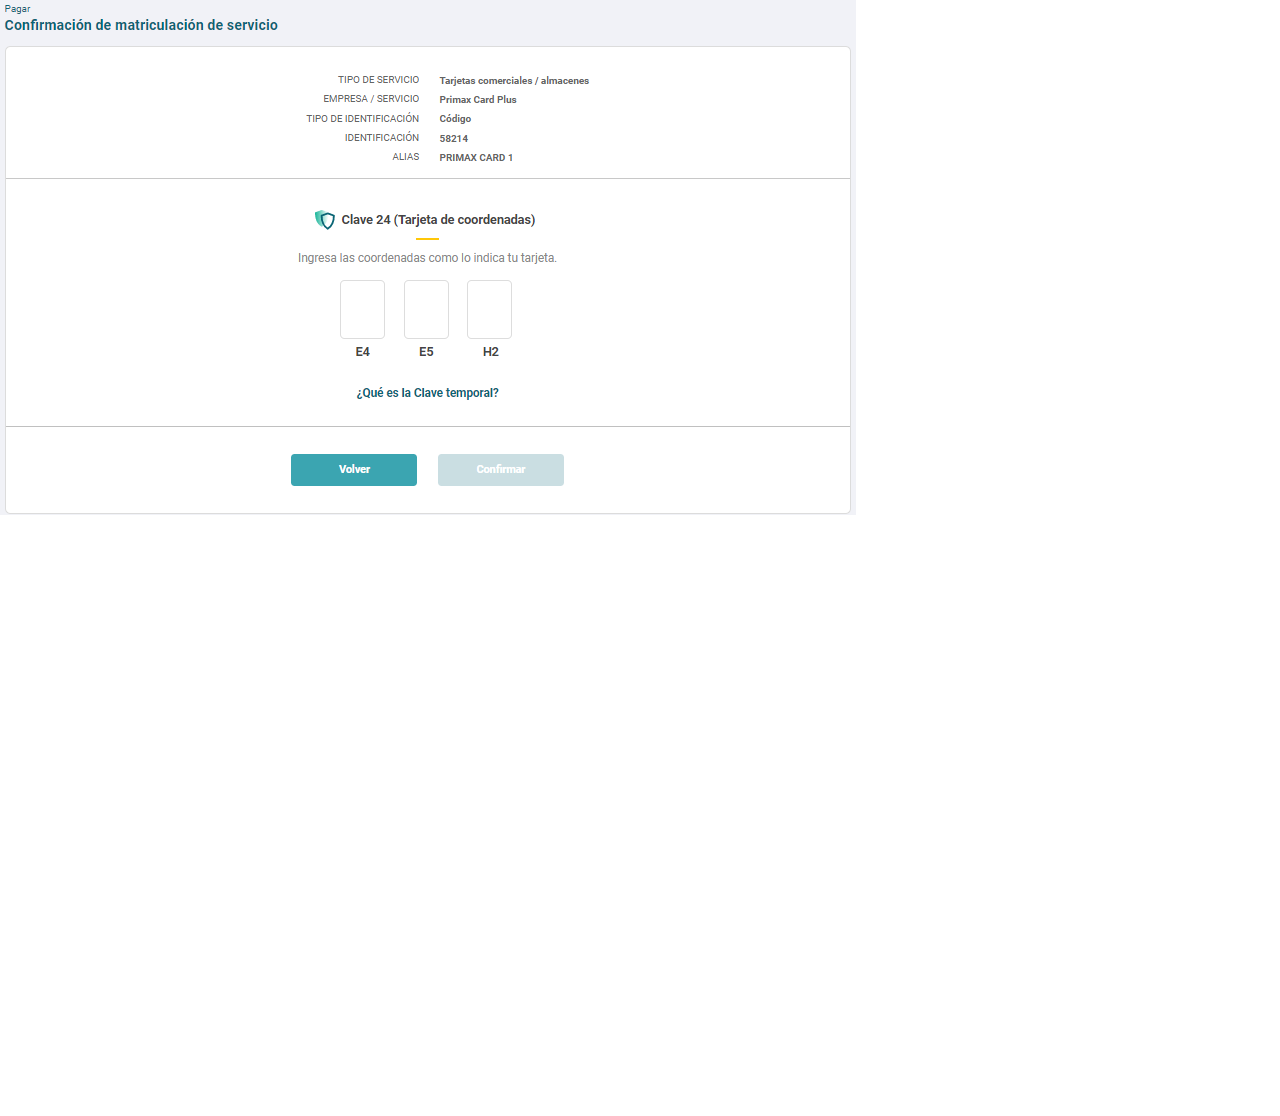 Pagar
Confirmación de matriculación de servicio
TIPO DE SERVICIO Tarjetas comerciales / almacenes
EMPRESA / SERVICIO Primax Card Plus
TIPO DE IDENTIFICACIÓN Código
IDENTIFICACIÓN 58214
ALIAS PRIMAX CARD 1
Clave 24 (Tarjeta de coordenadas)
Ingresa las coordenadas como lo indica tu tarjeta.
E4 E5 H2
¿Qué es la Clave temporal?
Volver Confirmar